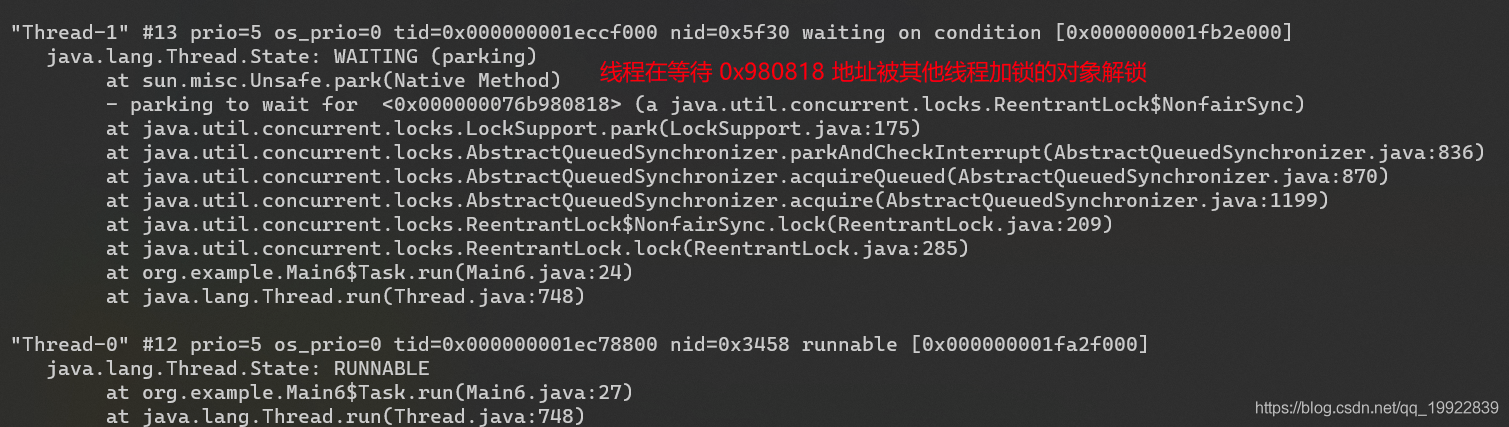 "Thread-1" #13 prio=5 os_prio=0 tid=0x000000001eccf000 nid=0x5f30 waiting on condition [0x000000001fb2e000]
java.lang.Thread.State: WAITING (parking)
at sun.misc.Unsafe.park(Native Method)
线程在等待 0x980818 地址被其他线程加锁的对象解锁
- parking to wait for  <0x000000076b980818> (a java.util.concurrent.locks.ReentrantLock$NonfairSync)
at java.util.concurrent.locks.LockSupport.park(LockSupport.java:175)
at java.util.concurrent.locks.AbstractQueuedSynchronizer.parkAndCheckInterrupt(AbstractQueuedSynchronizer.java:836)
at java.util.concurrent.locks.AbstractQueuedSynchronizer.acquireQueued(AbstractQueuedSynchronizer.java:870)
at java.util.concurrent.locks.AbstractQueuedSynchronizer.acquire(AbstractQueuedSynchronizer.java:1199)
at java.util.concurrent.locks.ReentrantLock$NonfairSync.lock(ReentrantLock.java:209)
at java.util.concurrent.locks.ReentrantLock.lock(ReentrantLock.java:285)
at org.example.Main6$Task.run(Main6.java:24)
at java.lang.Thread.run(Thread.java:748)
"Thread-0" #12 prio=5 os_prio=0 tid=0x000000001ec78800 nid=0x3458 runnable [0x000000001fa2f000]
java.lang.Thread.State: RUNNABLE
at org.example.Main6$Task.run(Main6.java:27)
at java.lang.Thread.run(Thread.java:748)
https://blog.csdn.net/qq_19922839